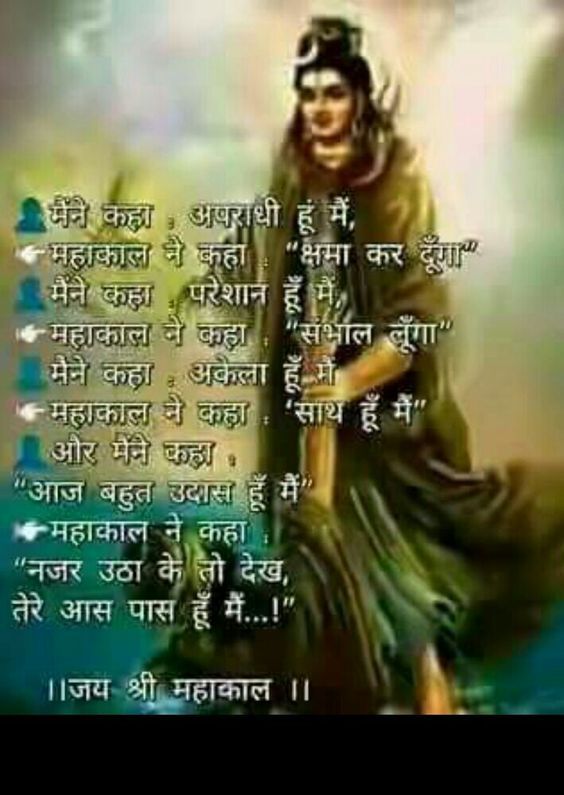 मैंने कहा : अपराधी हूं मैं,
महाकाल ने कहा : “क्षमा कर दूँगा”
मैंने कहा : परेशान हूँ मैं,
महाकाल ने कहा : “संभाल लूँगा”
मैने कहा : अकेला हूँ मैं
महाकाल ने कहा : ‘साथ हूँ मैं”
और मैंने कहा :
“आज बहुत उदास हूँ मैं”
महाकाल ने कहा :
“नजर उठा के तो देख,
तेरे आस पास हूँ मैं...!”
।।जय श्री महाकाल ।।